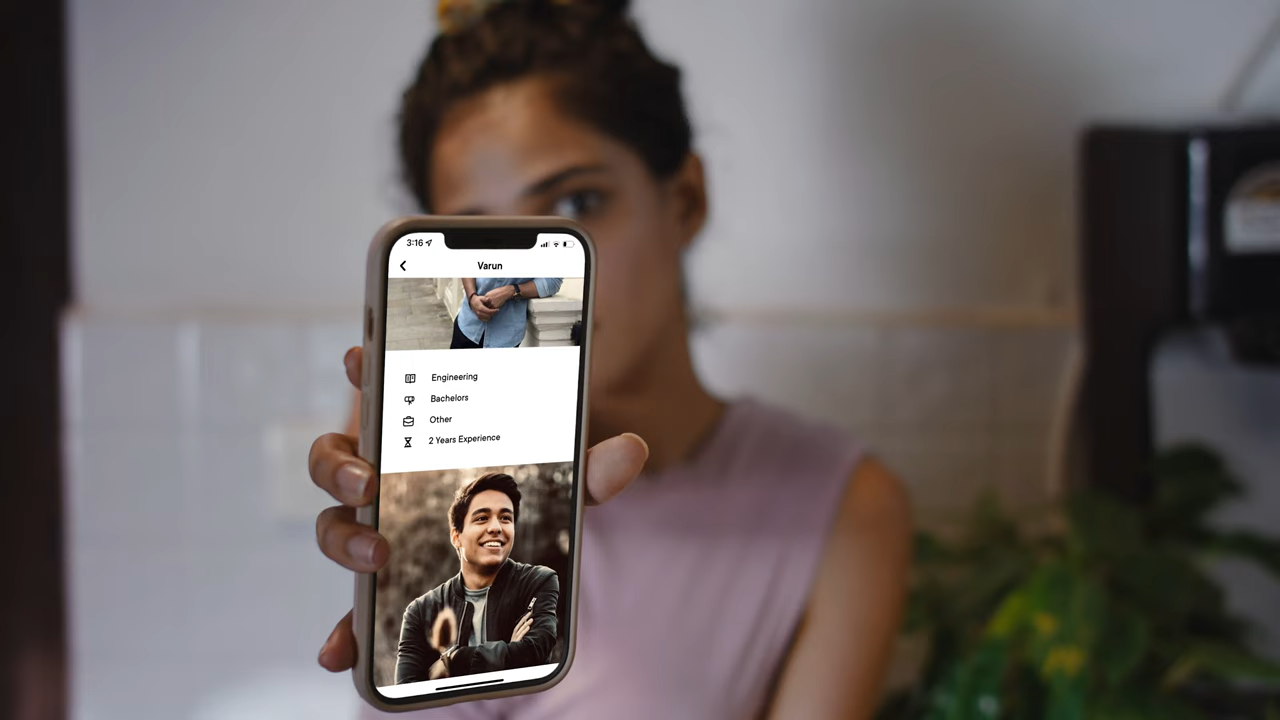 3:16
Varun
Engineering
Bachelors
Other
2 Years Experience